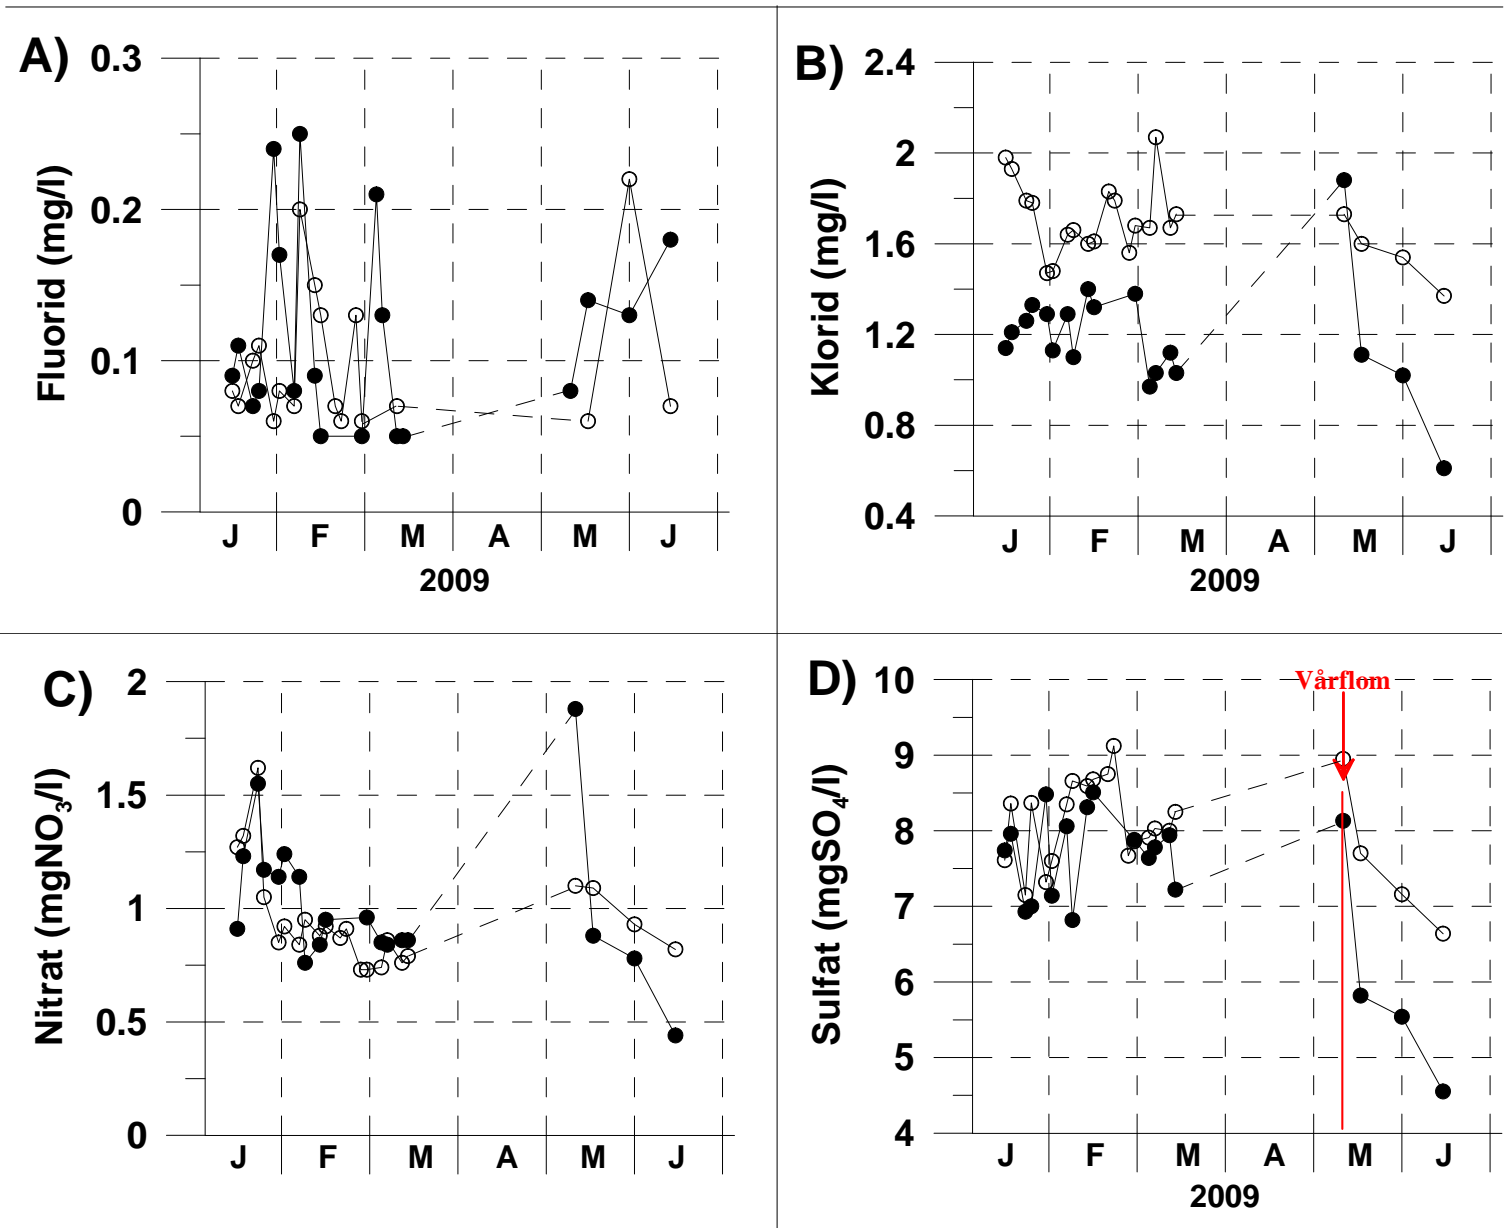 A)
0.3
0.2
0.1
0
Fluorid (mg/l)
J F M A M J
2009
B)
2.4
2
1.6
1.2
0.8
0.4
Klorid (mg/l)
J F M A M J
2009
C)
2
1.5
1
0.5
0
Nitrat (mgNO₃/l)
J F M A M J
D)
10
9
8
7
6
5
4
Sulfat (mgSO₄/l)
Vårflom
J F M A M J
2009